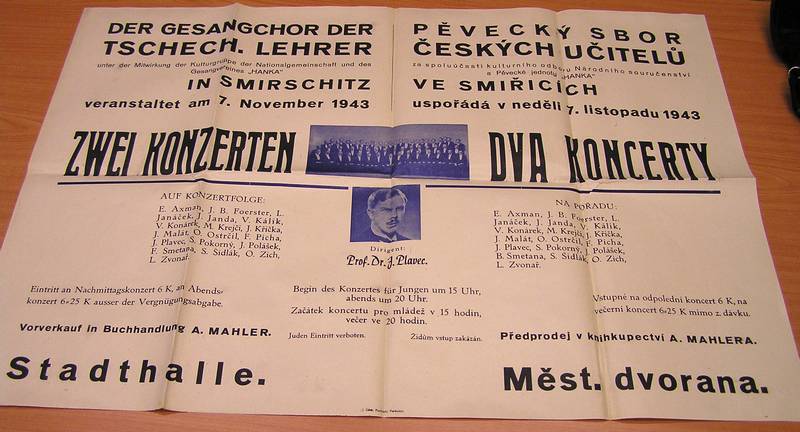 DER GESANGCHOR DER
TSCHECH. LEHRER
unter der Mitwirkung der Kulturgruppe der Nationalgemeinschaft und des
Gesangvereines „HANKA"
IN SMIRSCHITZ
veranstaltet am 7. November 1943
ZWEI KONZERTEN
PĚVECKÝ SBOR
ČESKÝCH UČITELŮ
za spoluúčasti kulturního odboru Národního souručenství
a Pěvecké jednoty „HANKA"
VE SMIŘICÍCH
uspořádá v neděli 7. listopadu 1943
DVA KONCERTY
AUF KONZERTFOLGE:
E. Axman, J. B. Foerster, L.
Janáček, J. Janda, V. Kálik,
V. Konárek, M. Krejčí, J. Křička,
J. Malát, O. Ostrčil, F. Picha,
J. Plavec, S. Pokorný, J. Polášek,
F. Smetana, S. Sidlák, O. Zich,
L. Zvonař.
Dirigent:
Prof. Dr. J. Plavec.
NA POŘADU:
E. Axman, J. B. Foerster, L.
Janáček, J. Janda, V. Kálik,
V. Konárek, M. Krejčí, J. Křička,
J. Malát, O. Ostrčil, F. Picha,
J. Plavec, S. Pokorný, J. Polášek,
B. Smetana, S. Sidlák, O. Zich,
L. Zvonař.
Eintritt an Nachmittagskonzert 6 K, an Abends-
konzert 6-25 K ausser der Vergnügungsabgabe.
Vorverkauf in Buchhandlung A. MAHLER.
Stadthalle.
Begin des Konzertes für Jungen um 15 Uhr,
abends um 20 Uhr.
Začátek koncertu pro mládež v 15 hodin,
večer ve 20 hodin.
Juden Eintritt verboten. Židům vstup zakázán.
Vstupné na odpolední koncert 6 K, na
večerní koncert 6-25 K mimo z. dávku.
Předprodej v knihkupectví A. MAHLERA.
Měst. dvorana.